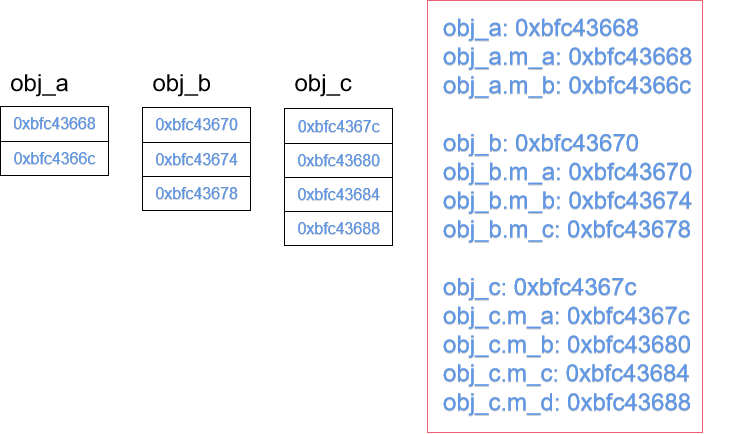 obj_a
0xbfc43668
0xbfc4366c
obj_b
0xbfc43670
0xbfc43674
0xbfc43678
obj_c
0xbfc4367c
0xbfc43680
0xbfc43684
0xbfc43688
obj_a: 0xbfc43668
obj_a.m_a: 0xbfc43668
obj_a.m_b: 0xbfc4366c
obj_b: 0xbfc43670
obj_b.m_a: 0xbfc43670
obj_b.m_b: 0xbfc43674
obj_b.m_c: 0xbfc43678
obj_c: 0xbfc4367c
obj_c.m_a: 0xbfc4367c
obj_c.m_b: 0xbfc43680
obj_c.m_c: 0xbfc43684
obj_c.m_d: 0xbfc43688